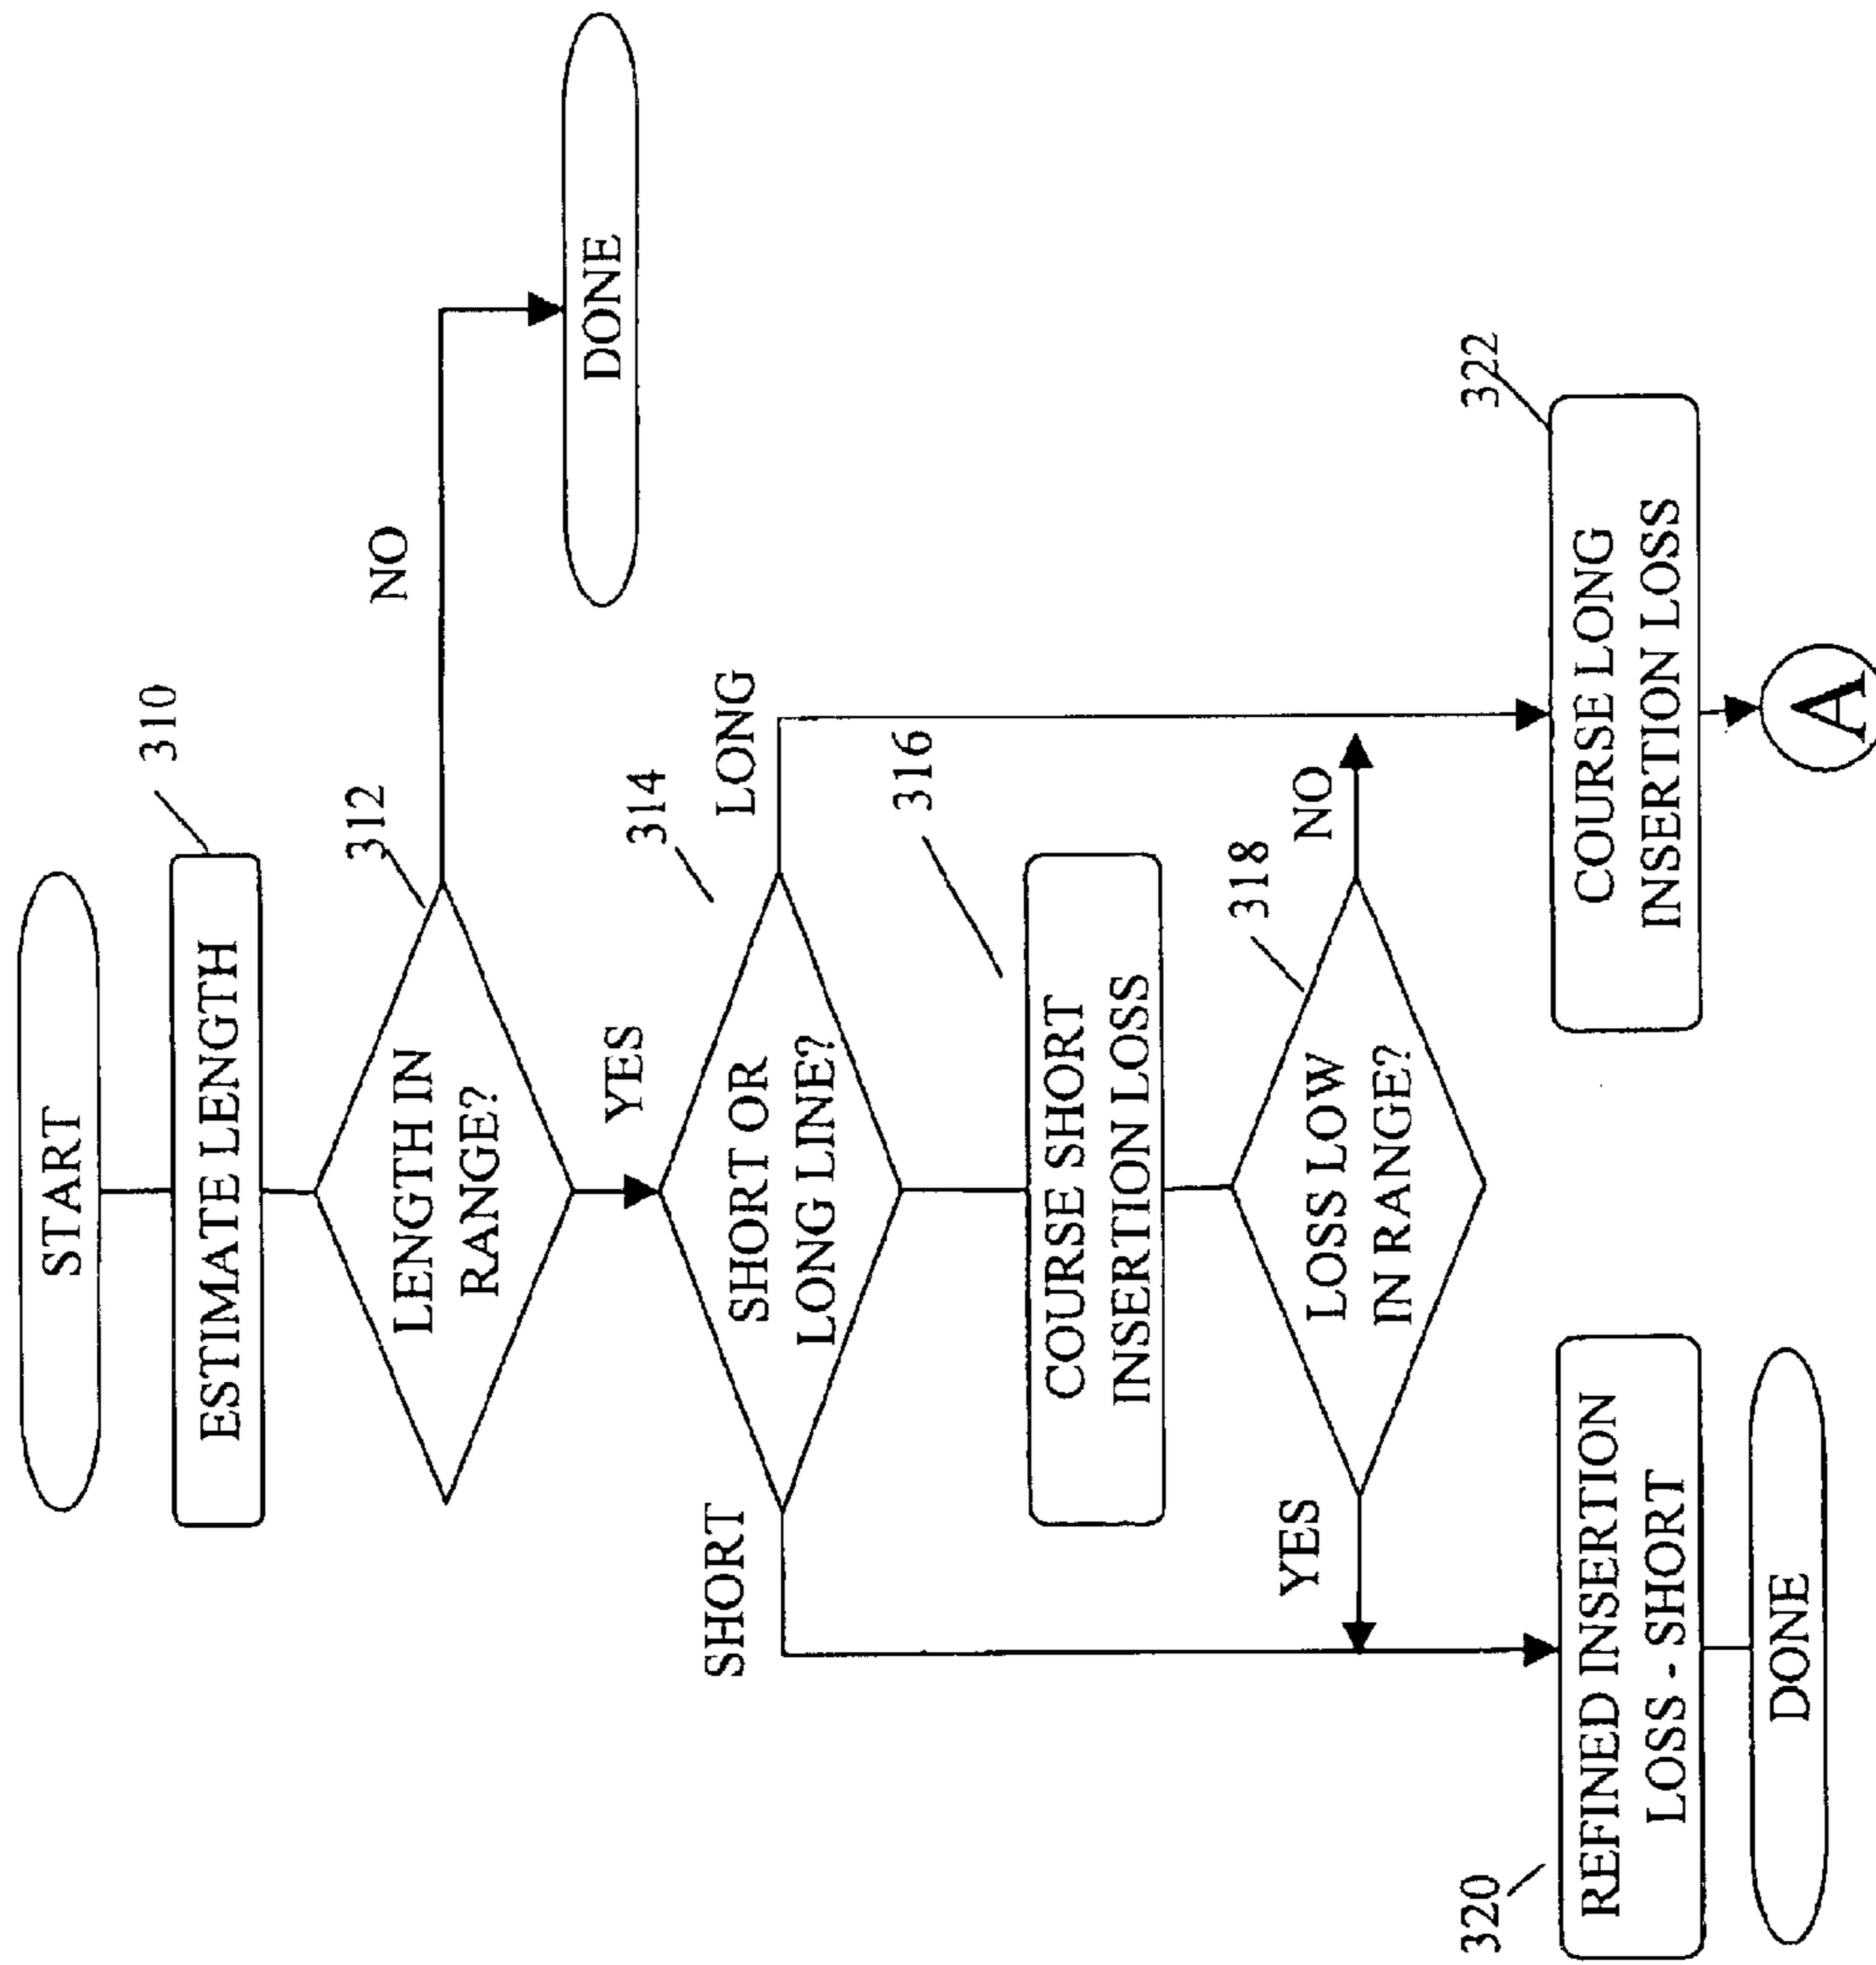 START
310
ESTIMATE LENGTH
312
LENGTH IN
RANGE?
NO
DONE
YES
314
SHORT OR
LONG LINE?
SHORT
LONG
316
COURSE SHORT
INSERTION LOSS
318
LOSS LOW
IN RANGE?
YES
NO
320
REFINED INSERTION
LOSS - SHORT
DONE
322
COURSE LONG
INSERTION LOSS
A